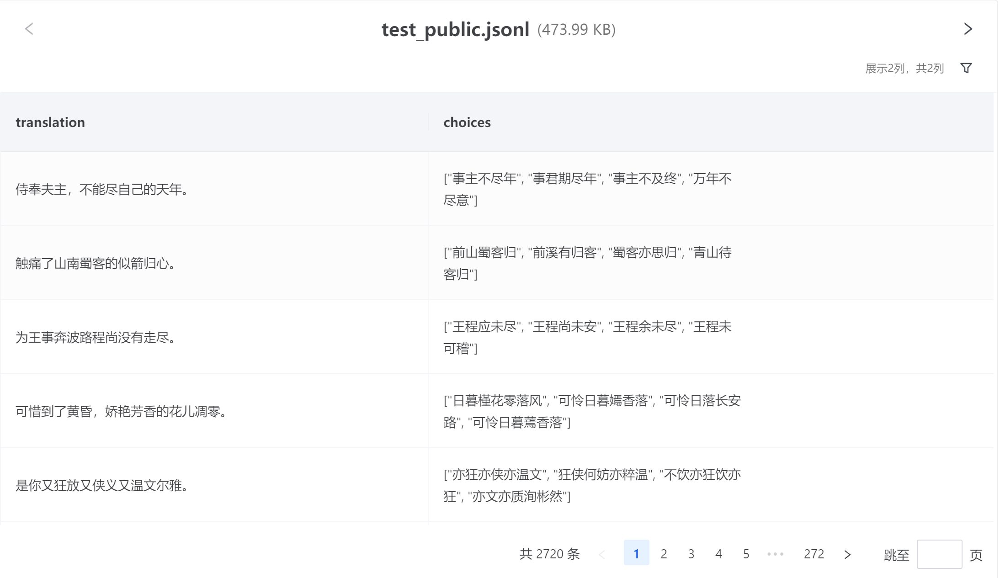 test_public.jsonl (473.99 KB)
展示2列，共2列
translation
choices
侍奉夫主，不能尽自己的天年。
["事主不尽年", "事君期尽年", "事主不及终", "万年不
尽意"]
触痛了山南蜀客的似箭归心。
["前山蜀客归", "前溪有归客", "蜀客亦思归", "青山待
客归"]
为王事奔波路程尚没有走尽。
["王程应未尽", "王程尚未安", "王程余未尽", "王程未
可稽"]
可惜到了黄昏，娇艳芳香的花儿凋零。
["日暮槿花零落风", "可怜日暮嫣香落", "可怜日落长安
路", "可怜日暮蔫香落"]
是你又狂放又侠义又温文尔雅。
["亦狂亦侠亦温文", "狂侠何妨亦粹温", "不饮亦狂饮亦
狂", "亦文亦质洵彬然"]
共 2720 条 1 2 3 4 5 ••• 272 跳至 页